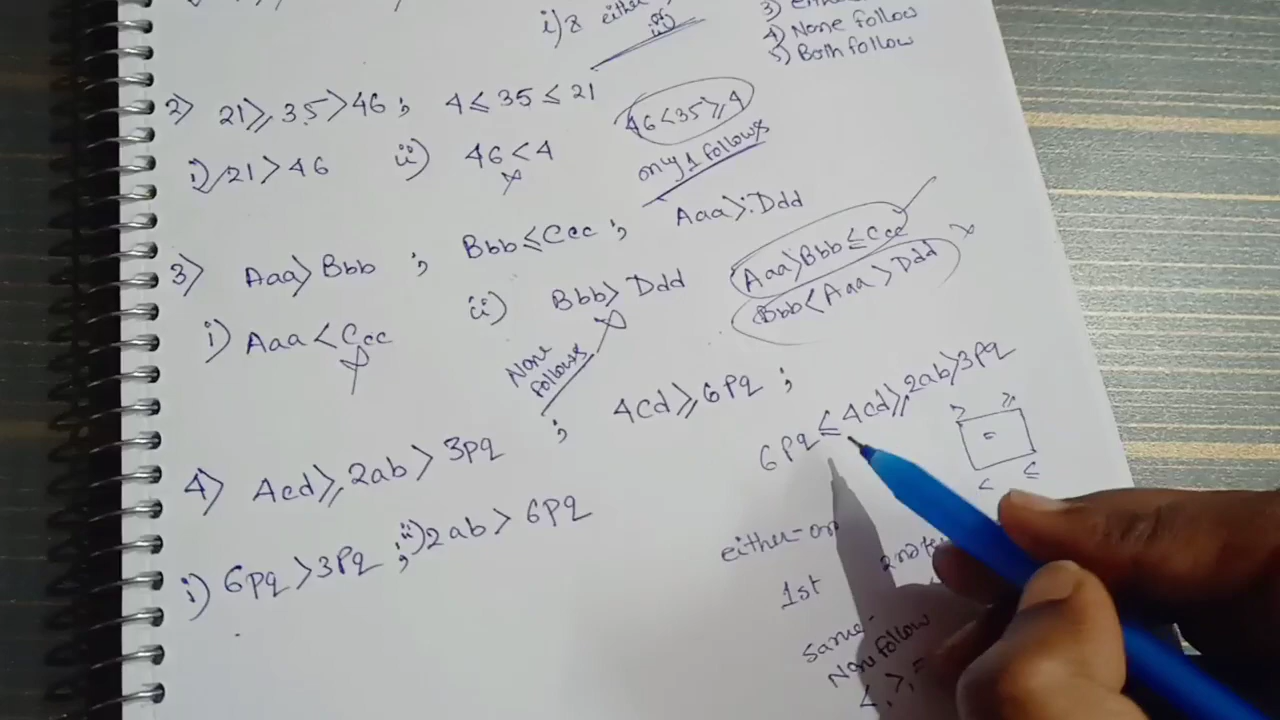 i) 8 either
or
ii)
4) None follow
5) Both follow
2) 21 ≥ 35 > 46 ; 4 ≤ 35 ≤ 21
46 < 35 ≥ 4
i) 21 > 46 ii) 46 < 4
only 1 follows
3) Aaa > Bbb ; Bbb ≤ Ccc ; Aaa > Ddd
Aaa > Bbb ≤ Ccc
i) Aaa < Ccc ii) Bbb > Ddd
Bbb < Aaa > Ddd
None
follows
4) 4cd ≥ 2ab > 3pq ; 4cd ≥ 6pq ;
6pq ≤ 4cd ≥ 2ab > 3pq
> ≥
=
< ≤
i) 6pq > 3pq ; ii) 2ab > 6pq
either-or
1st
same-
None follow
< , > , =